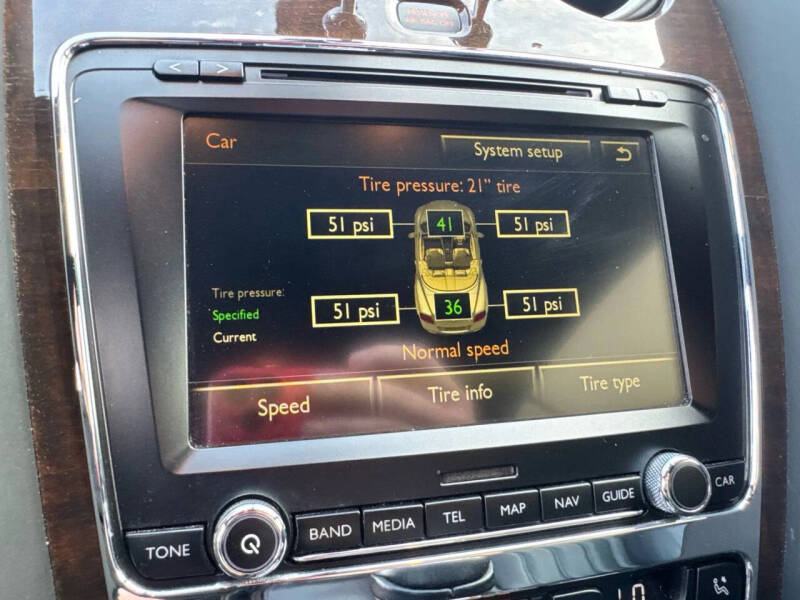 < >
Car
System setup
Tire pressure: 21" tire
51 psi 41 51 psi
Tire pressure:
Specified
Current
51 psi 36 51 psi
Normal speed
Speed Tire info Tire type
TONE BAND MEDIA TEL MAP NAV GUIDE CAR